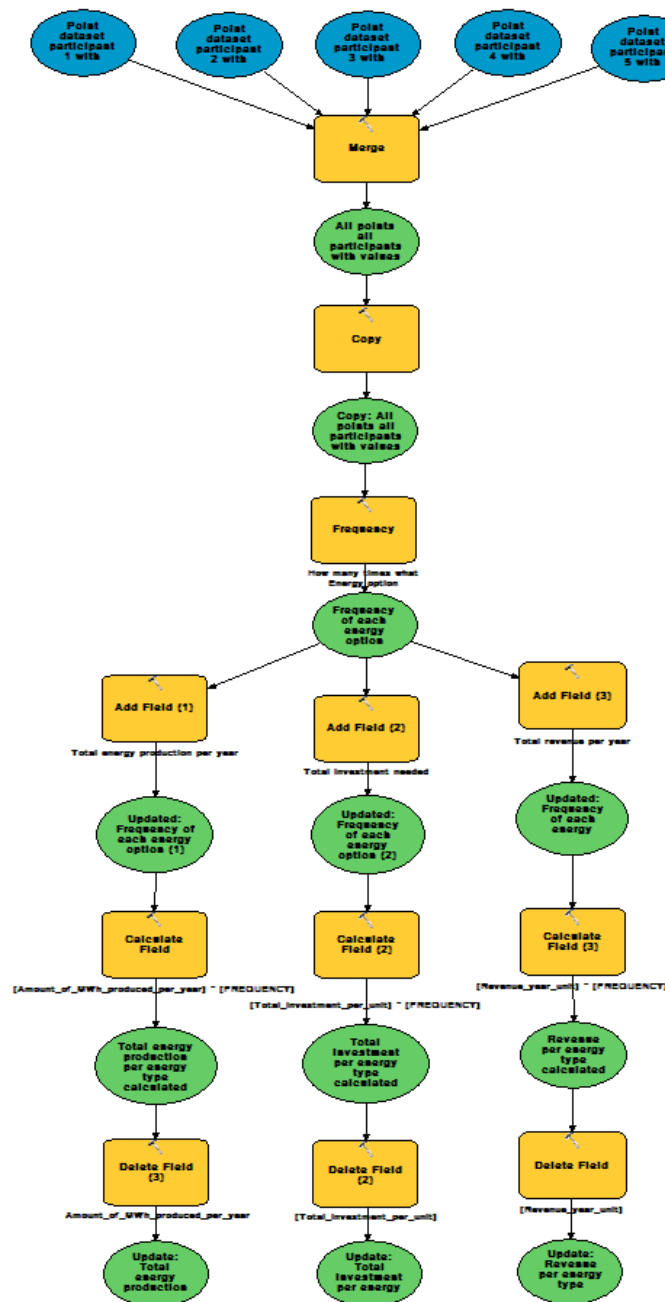 Point
dataset
participant
1 with
Point
dataset
participant
2 with
Point
dataset
participant
3 with
Point
dataset
participant
4 with
Point
dataset
participant
5 with
Merge
All points
all
participants
with values
Copy
Copy: All
points all
participants
with values
Frequency
How many times what
Energy option
Frequency
of each
energy
option
Add Field (1)
Total energy production per year
Add Field (2)
Total Investment needed
Add Field (3)
Total revenue per year
Updated:
Frequency of
each energy
option (1)
Updated:
Frequency
of each
energy
option (2)
Updated:
Frequency
of each
energy
Calculate
Field
[Amount_of_MWh_produced_per_year] * [FREQUENCY]
Calculate
Field (2)
[Total_Investment_per_unit] * [FREQUENCY]
Calculate
Field (3)
[Revenue_year_unit] * [FREQUENCY]
Total energy
production
per energy
type
calculated
Total
Investment
per energy
type
calculated
Revenue
per energy
type
calculated
Delete Field
(3)
Amount_of_MWh_produced_per_year
Delete Field
(2)
[Total_Investment_per_unit]
Delete Field
[Revenue_year_unit]
Update:
Total
energy
production
Update:
Total
Investment
per energy
Update:
Revenue
per energy
type